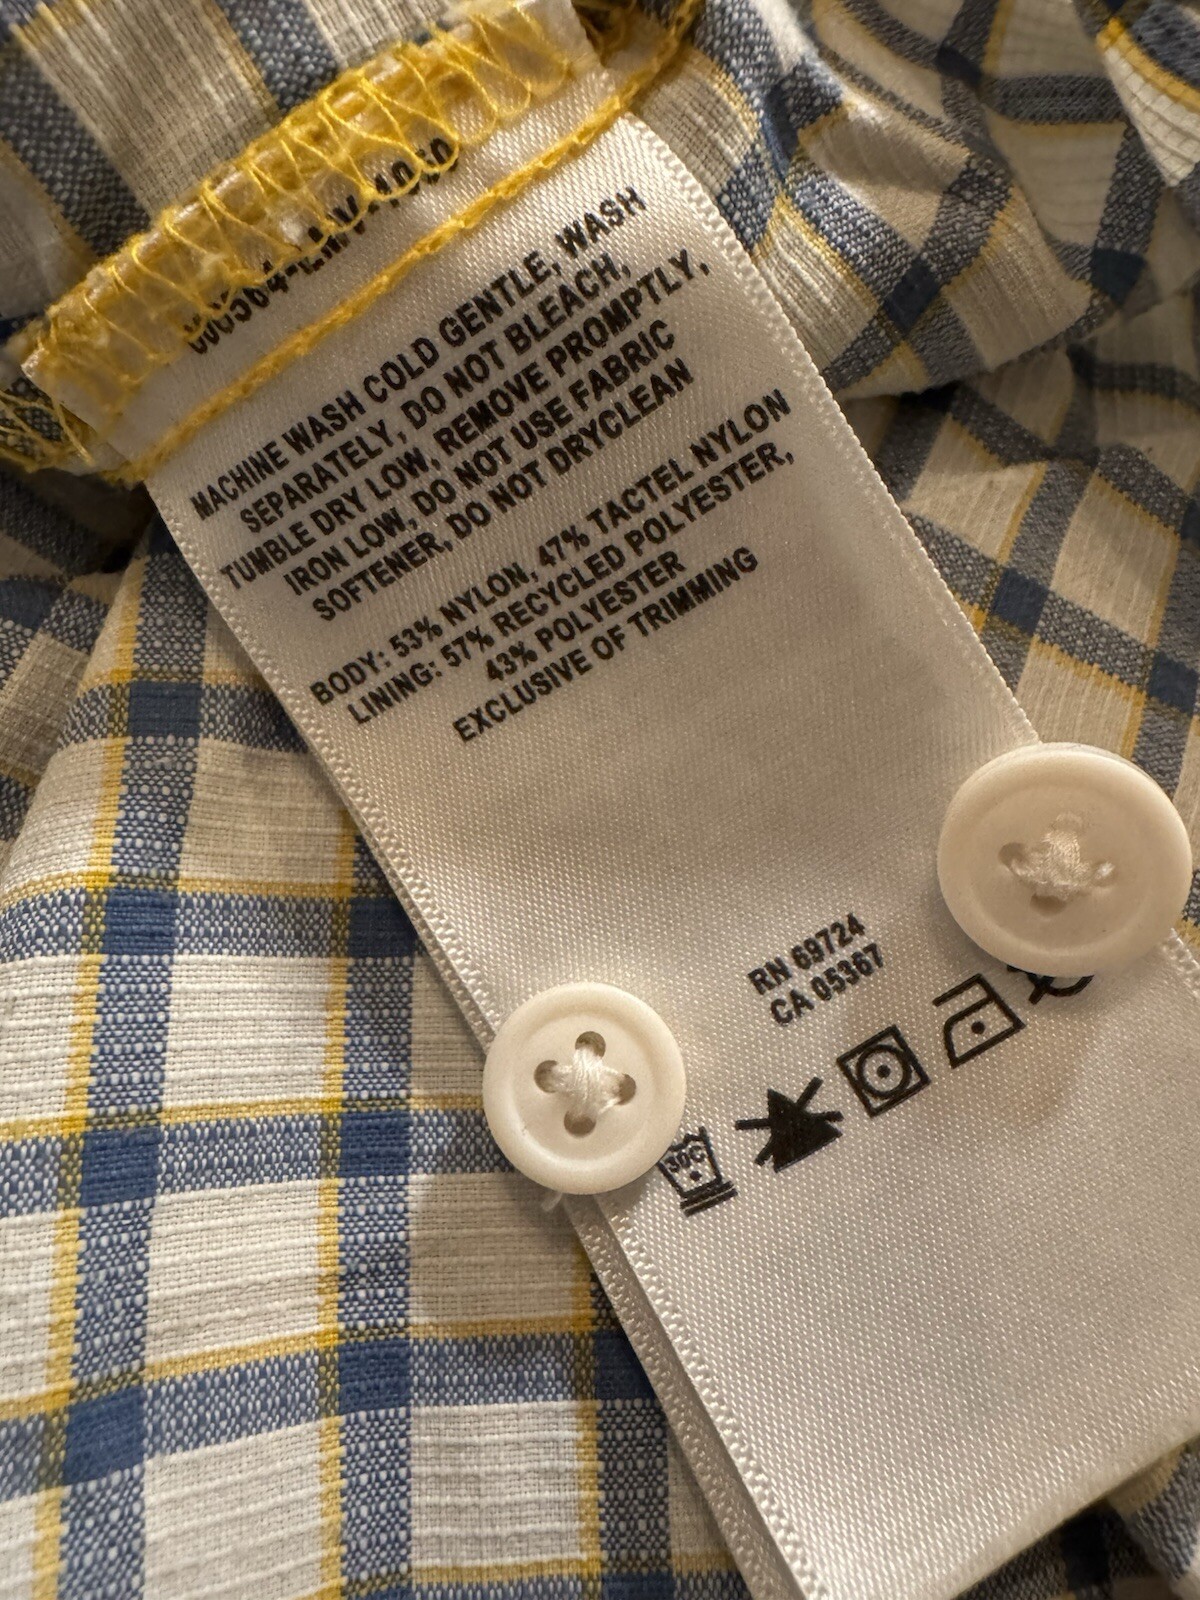 MACHINE WASH COLD GENTLE, WASH
SEPARATELY, DO NOT BLEACH,
TUMBLE DRY LOW, REMOVE PROMPTLY,
IRON LOW, DO NOT USE FABRIC
SOFTENER, DO NOT DRYCLEAN
BODY: 53% NYLON, 47% TACTEL NYLON
LINING: 57% RECYCLED POLYESTER,
43% POLYESTER
EXCLUSIVE OF TRIMMING
RN 69724
CA 05367
30C